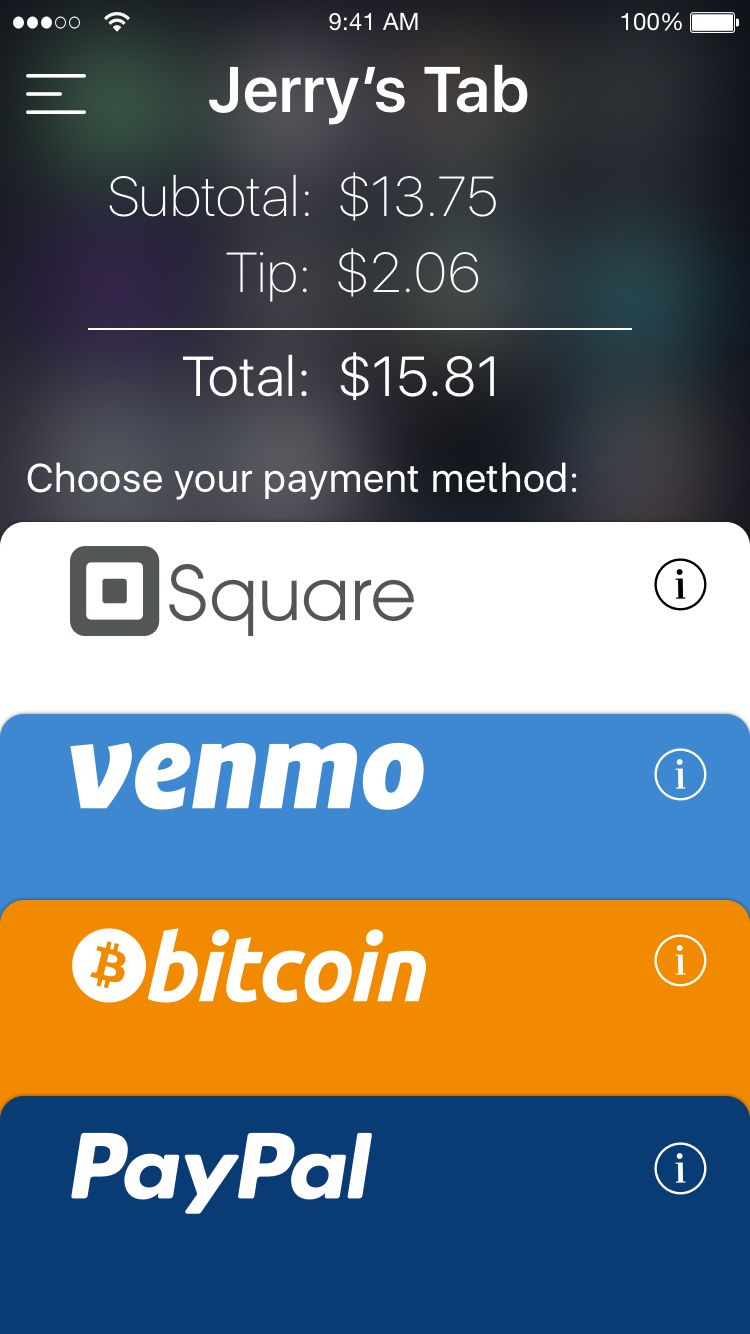 9:41 AM 100%
Jerry’s Tab
Subtotal: $13.75
Tip: $2.06
Total: $15.81
Choose your payment method:
Square i
venmo i
bitcoin i
PayPal i